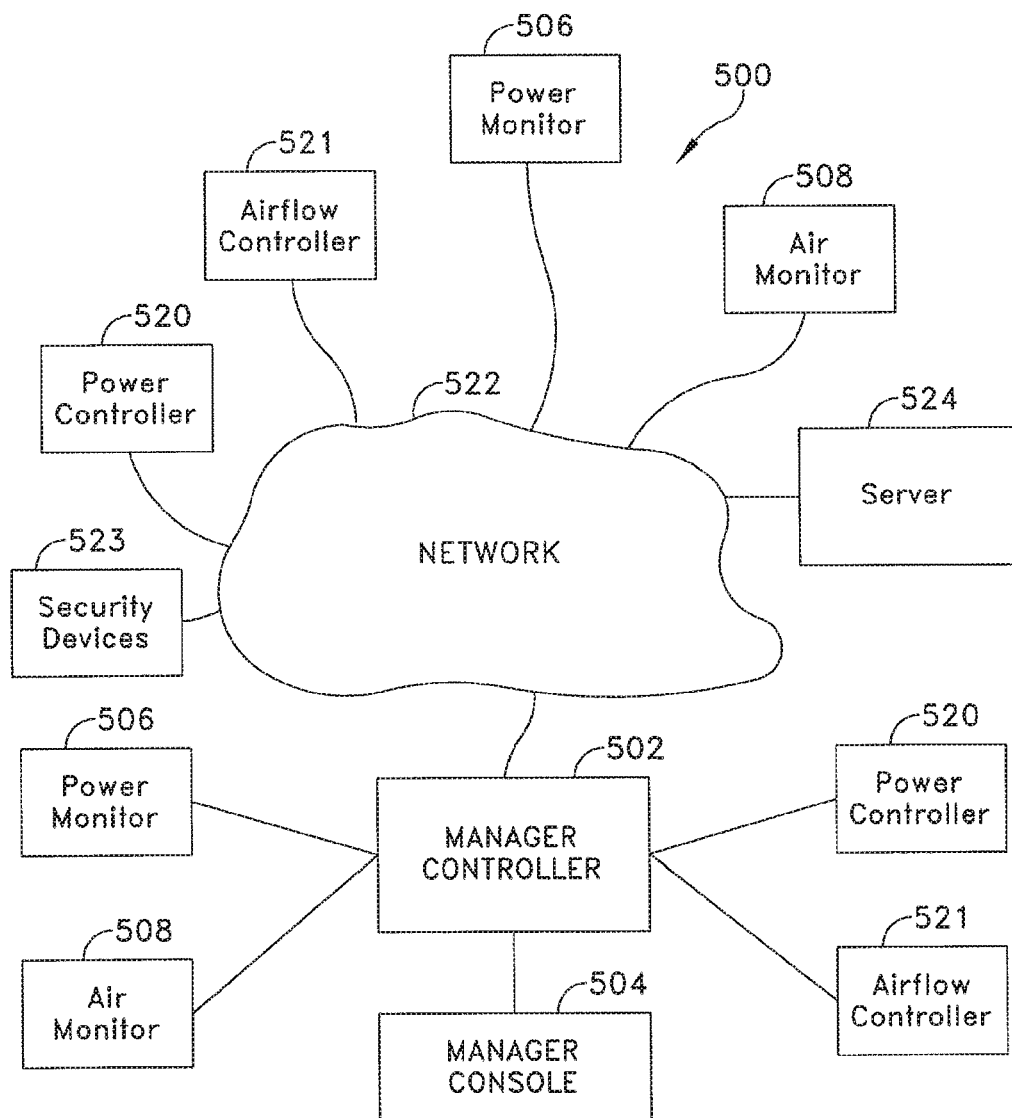 506
Power
Monitor
500
521
Airflow
Controller
508
Air
Monitor
520
Power
Controller
522
524
Server
NETWORK
523
Security
Devices
506
Power
Monitor
502
MANAGER
CONTROLLER
520
Power
Controller
508
Air
Monitor
504
MANAGER
CONSOLE
521
Airflow
Controller